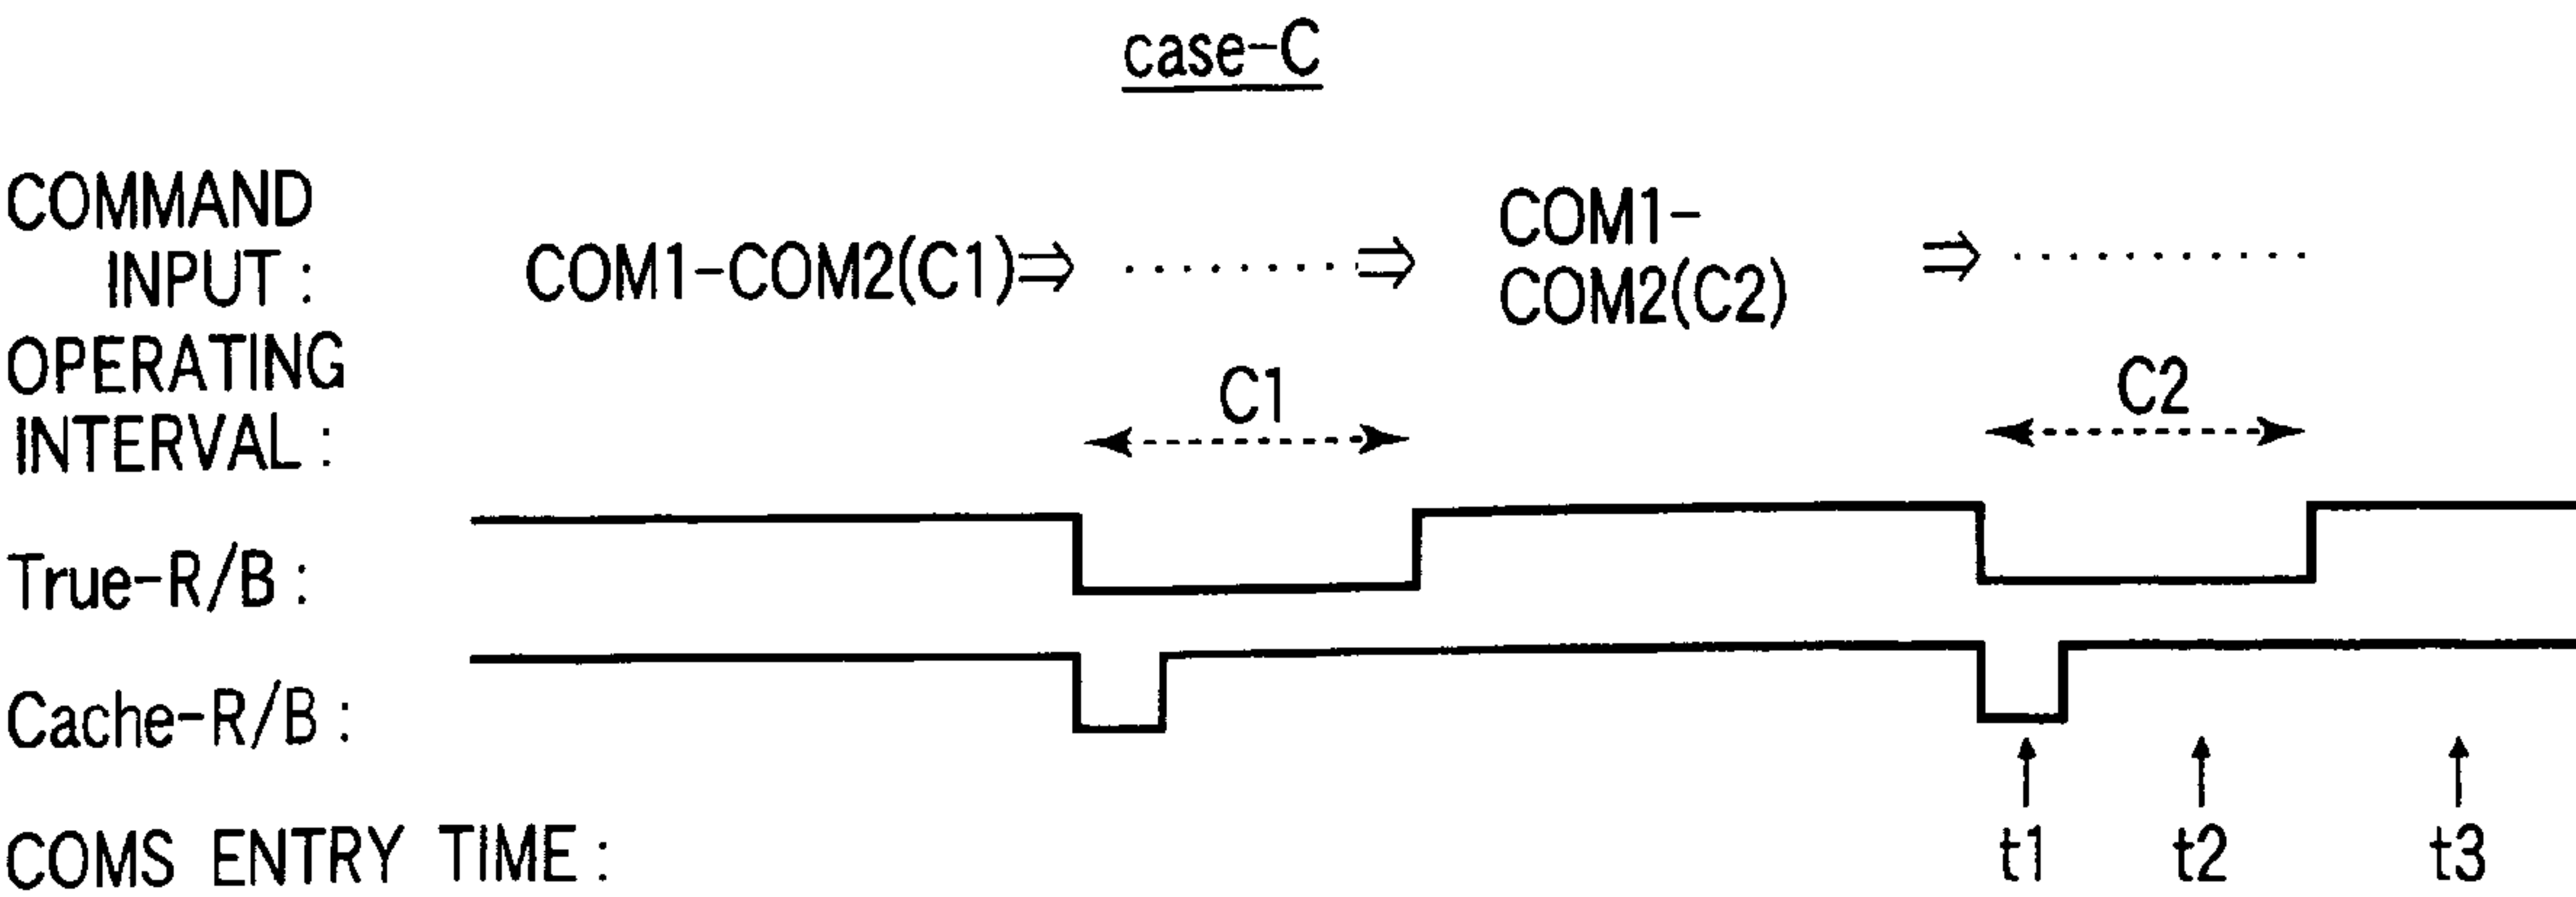 case-C
COMMAND
INPUT :
COM1-COM2(C1)⇒ ········⇒
COM1-
COM2(C2)
⇒ ··········
OPERATING
INTERVAL :
C1
C2
True-R/B :
Cache-R/B :
COMS ENTRY TIME :
t1
t2
t3